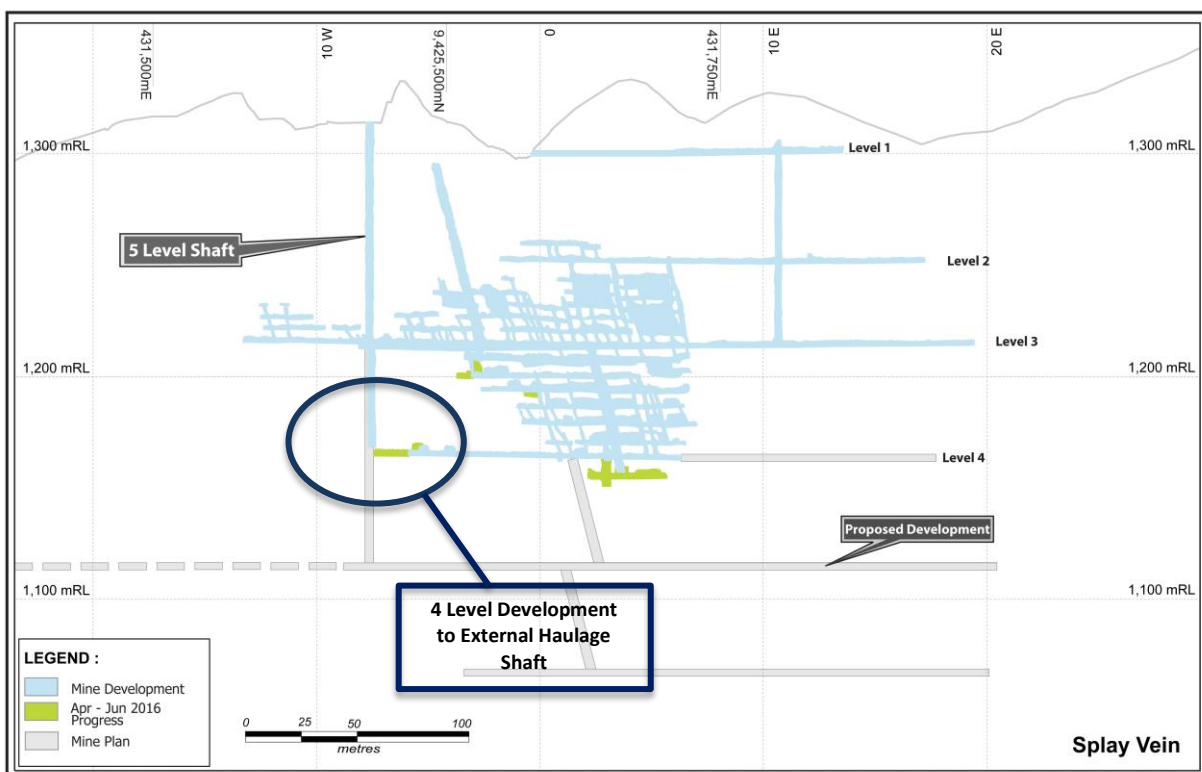 431,500mE
10 W
9,425,500mN
0
431,750mE
10 E
20 E
1,300 mRL
1,300 mRL
Level 1
5 Level Shaft
Level 2
Level 3
1,200 mRL
1,200 mRL
Level 4
Proposed Development
1,100 mRL
1,100 mRL
4 Level Development
to External Haulage
Shaft
LEGEND :
Mine Development
Apr - Jun 2016
Progress
Mine Plan
0 25 50 100
metres
Splay Vein